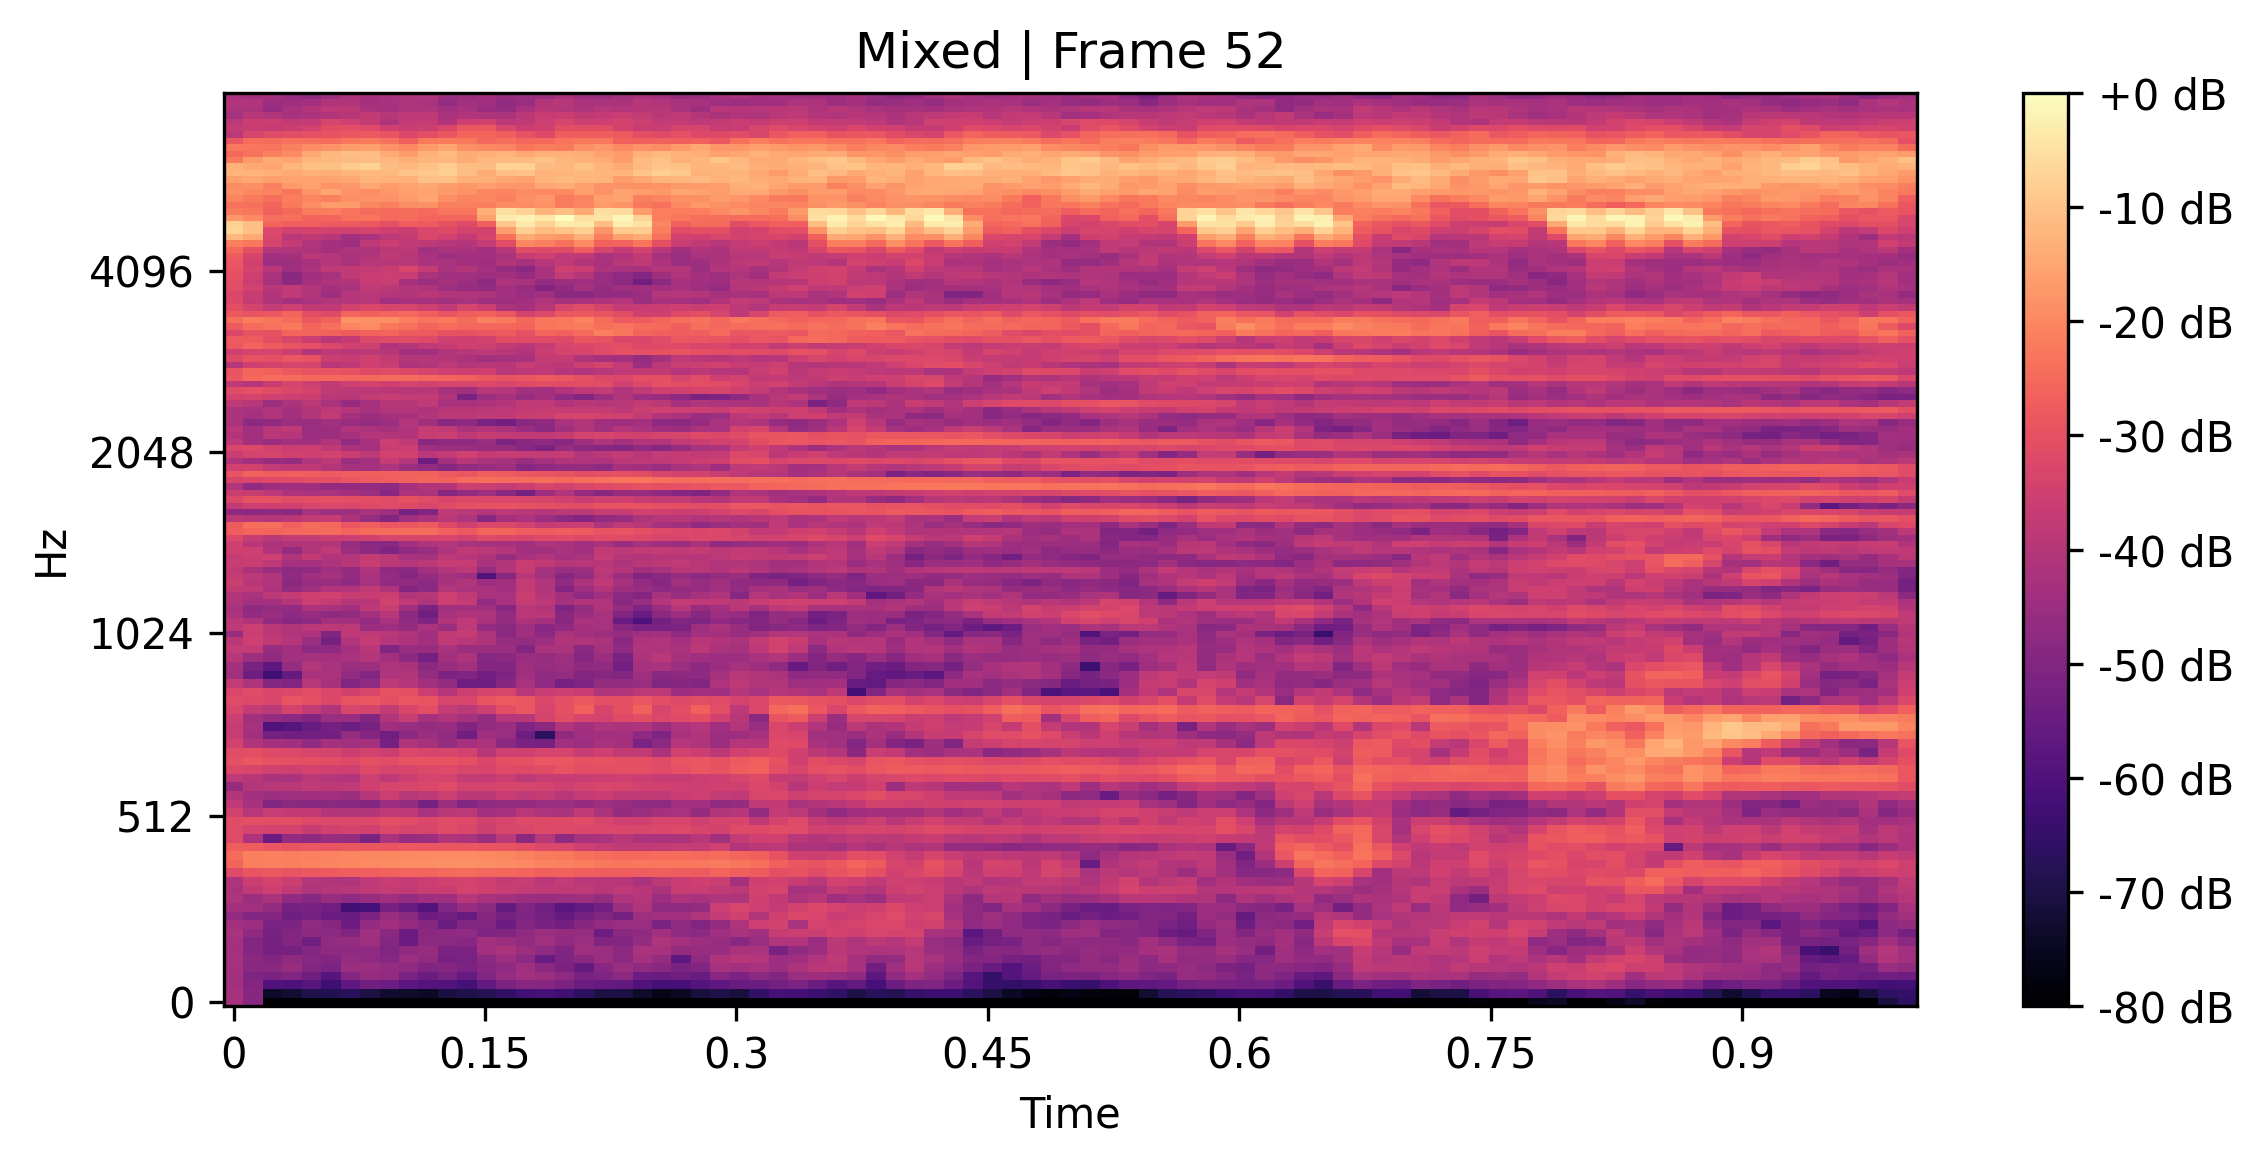 Mixed | Frame 52
+0 dB
-10 dB
4096
-20 dB
-30 dB
2048
-40 dB
Hz
1024
-50 dB
512
-60 dB
-70 dB
0
-80 dB
0 0.15 0.3 0.45 0.6 0.75 0.9
Time